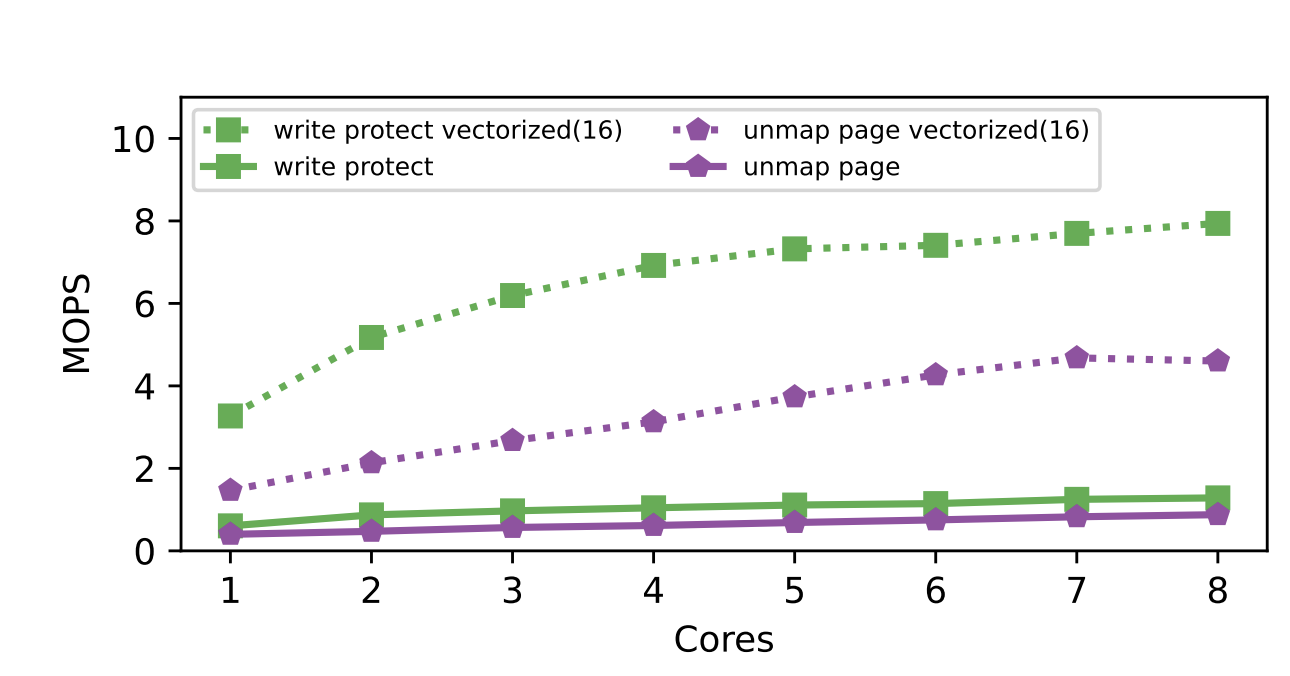 write protect vectorized(16)
write protect
unmap page vectorized(16)
unmap page
MOPS
10
8
6
4
2
0
1 2 3 4 5 6 7 8
Cores